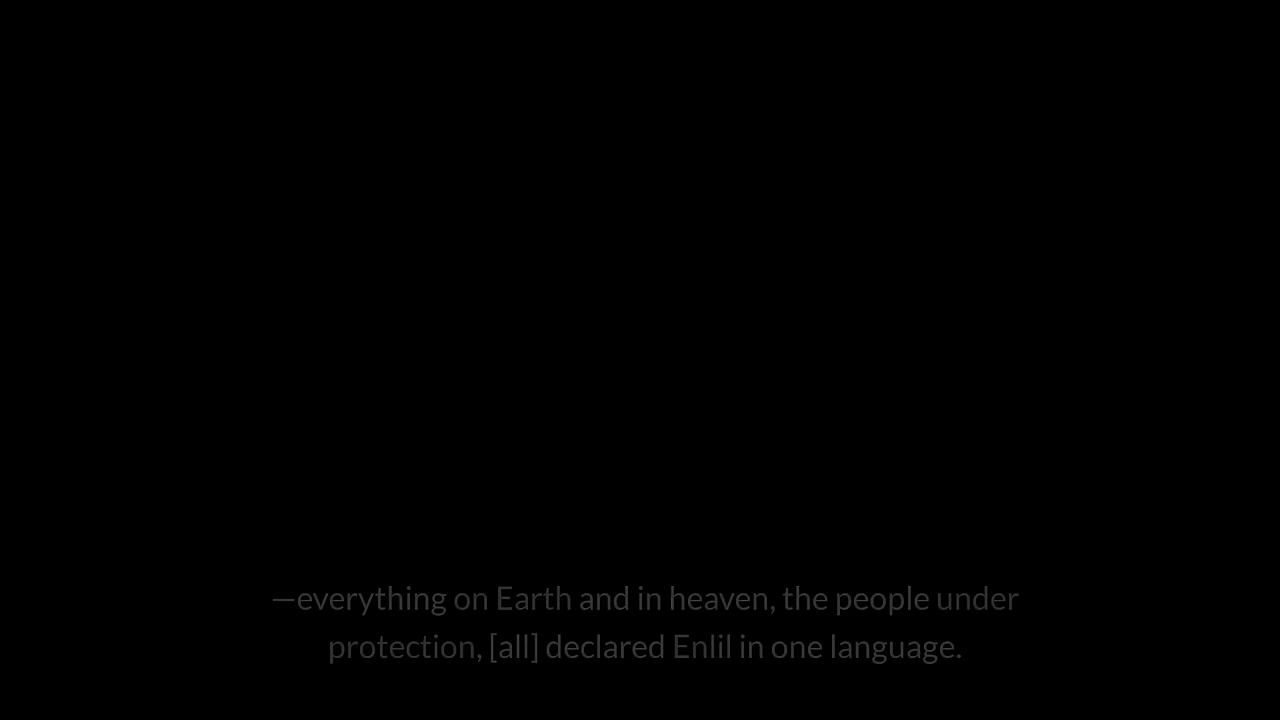 —everything on Earth and in heaven, the people under
protection, [all] declared Enlil in one language.